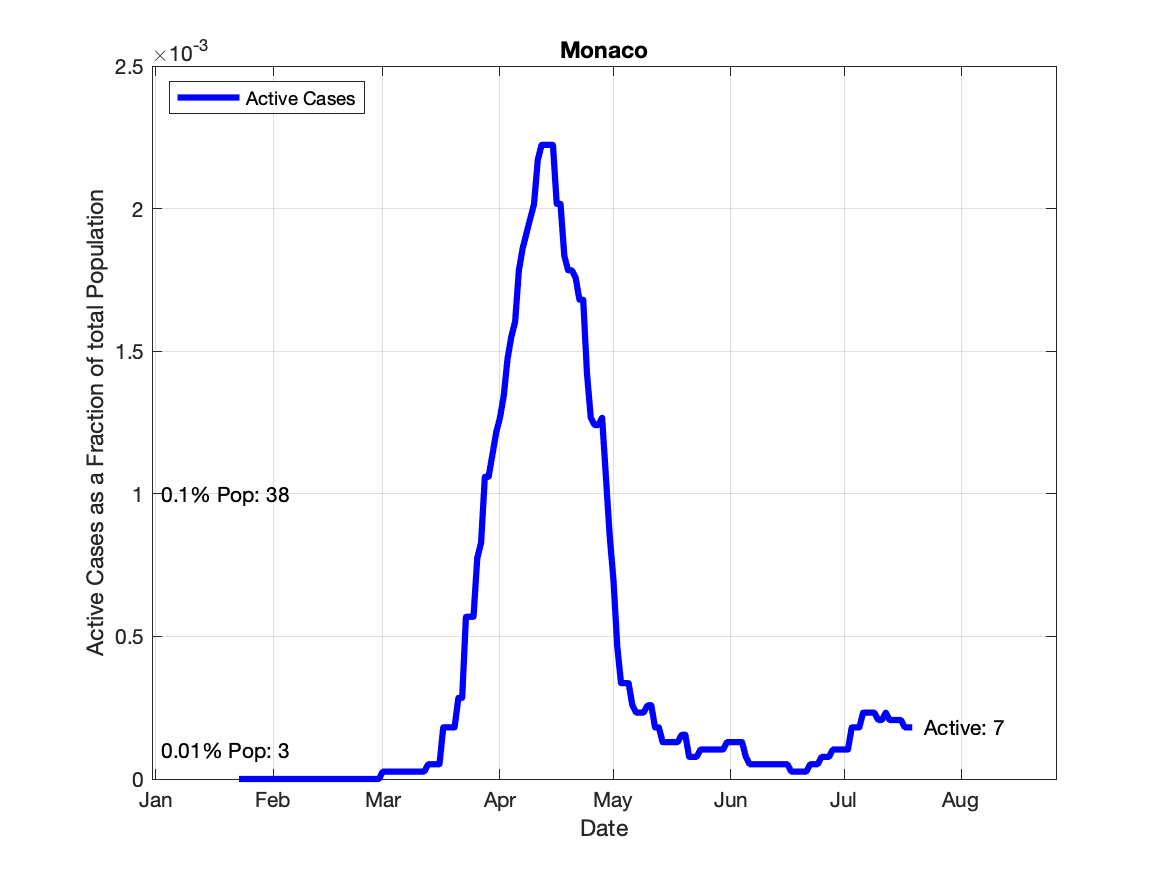 Monaco
×10-3
2.5
2
1.5
1
0.5
0
Active Cases as a Fraction of total Population
Active Cases
0.1% Pop: 38
0.01% Pop: 3
Active: 7
Jan Feb Mar Apr May Jun Jul Aug
Date